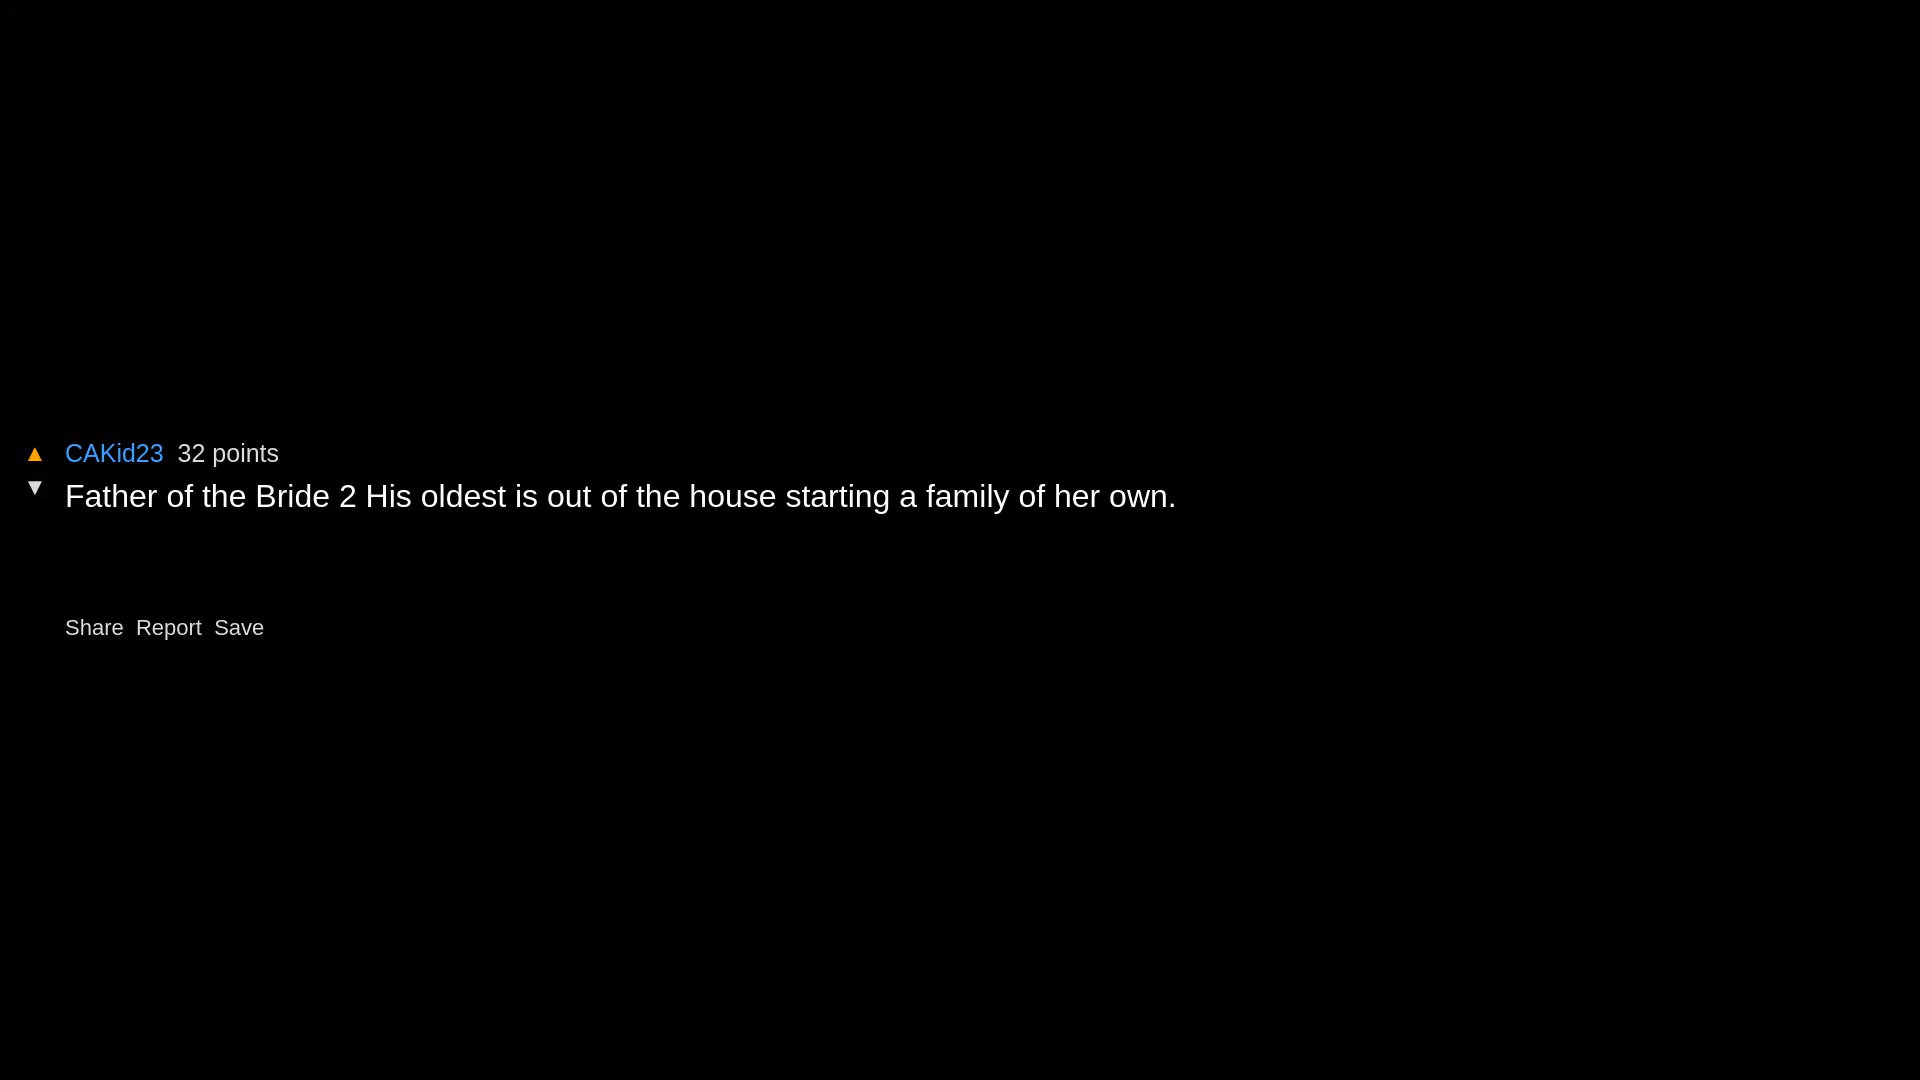 ▲ CAKid23 32 points
▼ Father of the Bride 2 His oldest is out of the house starting a family of her own.
Share Report Save